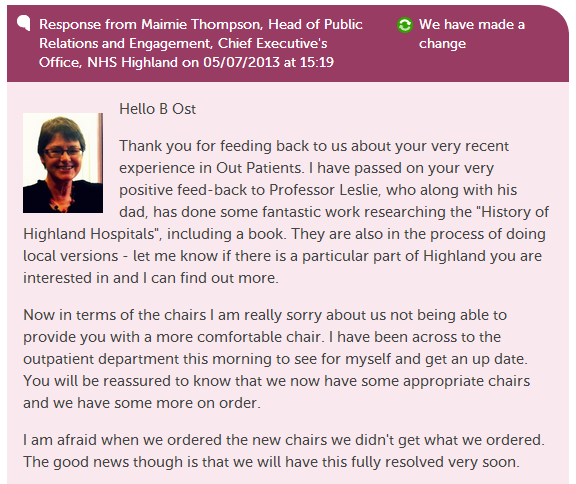 Response from Maimie Thompson, Head of Public
Relations and Engagement, Chief Executive's
Office, NHS Highland on 05/07/2013 at 15:19
We have made a
change
Hello B Ost
Thank you for feeding back to us about your very recent
experience in Out Patients. I have passed on your very
positive feed-back to Professor Leslie, who along with his
dad, has done some fantastic work researching the "History of
Highland Hospitals", including a book. They are also in the process of doing
local versions - let me know if there is a particular part of Highland you are
interested in and I can find out more.
Now in terms of the chairs I am really sorry about us not being able to
provide you with a more comfortable chair. I have been across to the
outpatient department this morning to see for myself and get an up date.
You will be reassured to know that we now have some appropriate chairs
and we have some more on order.
I am afraid when we ordered the new chairs we didn't get what we ordered.
The good news though is that we will have this fully resolved very soon.